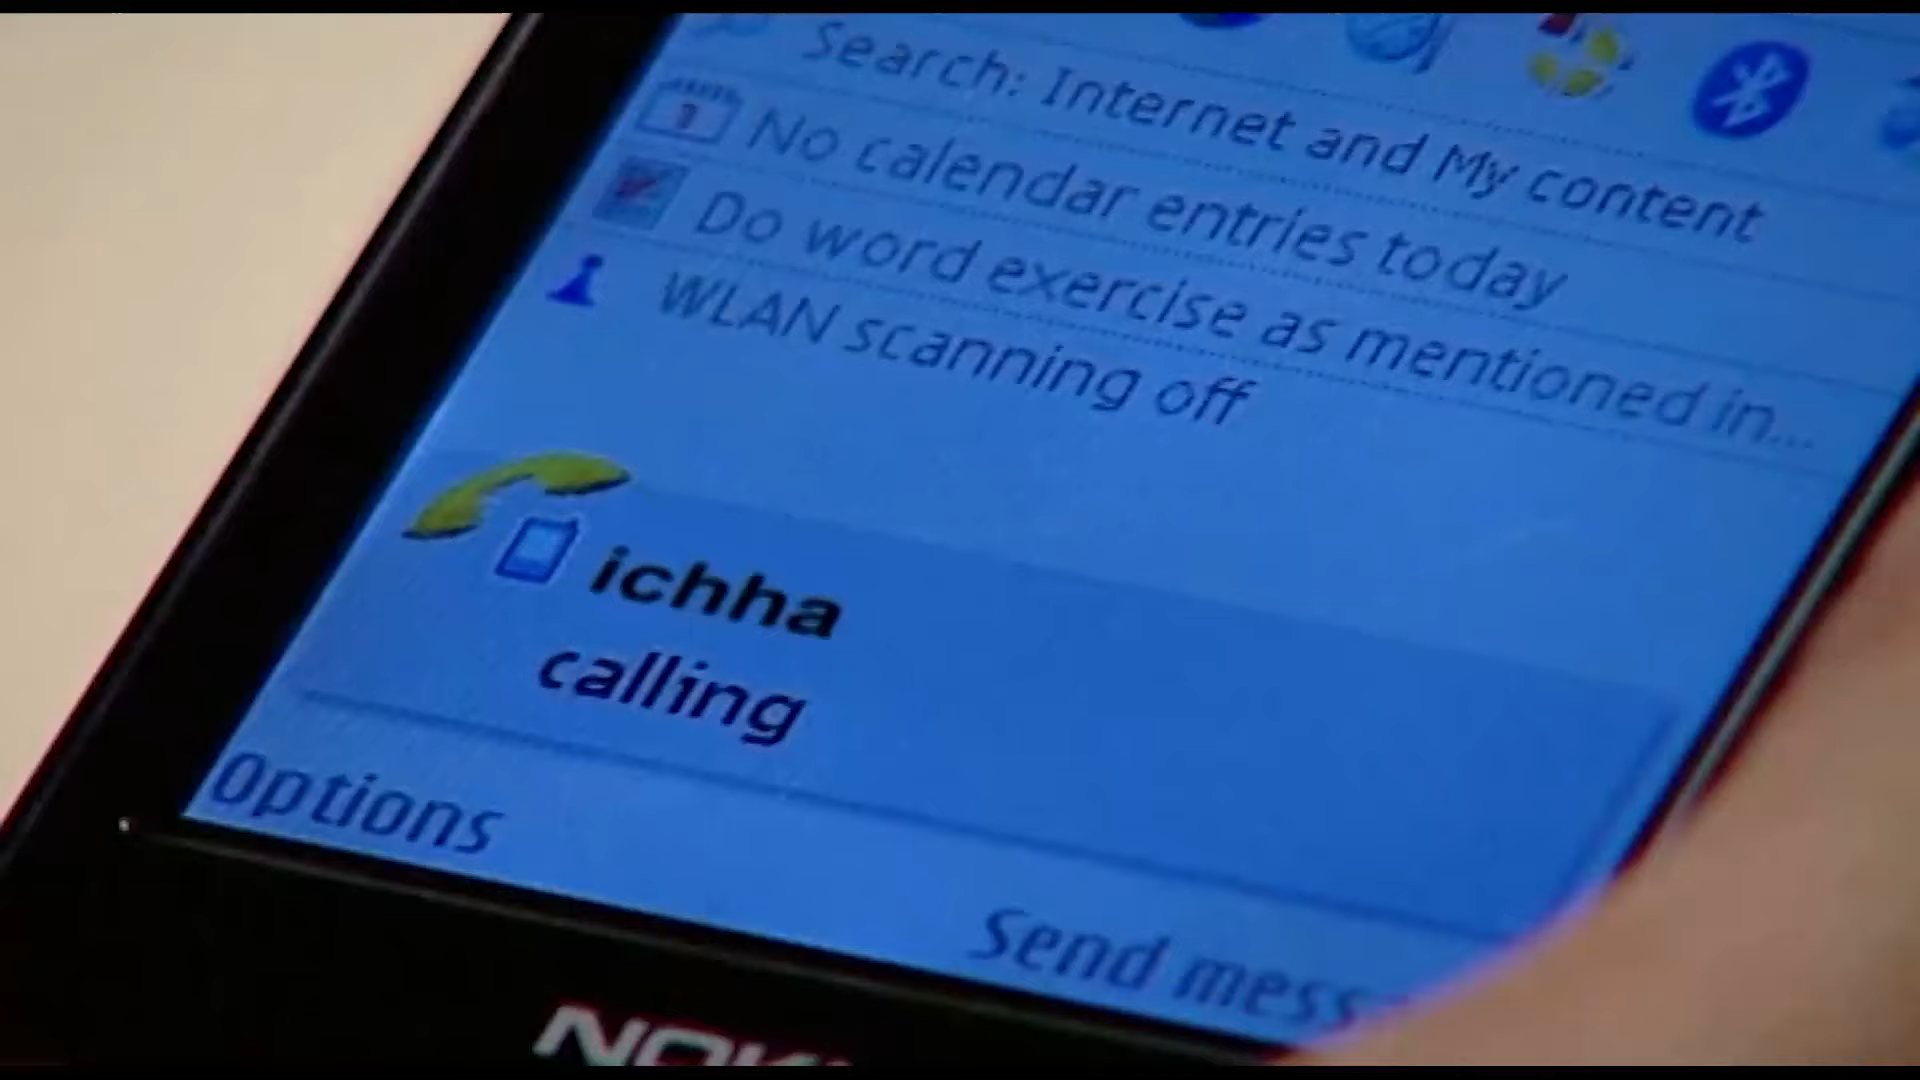 Search: Internet and My content
No calendar entries today
Do word exercise as mentioned in...
WLAN scanning off
ichha
calling
Options
Send mess
NOKI